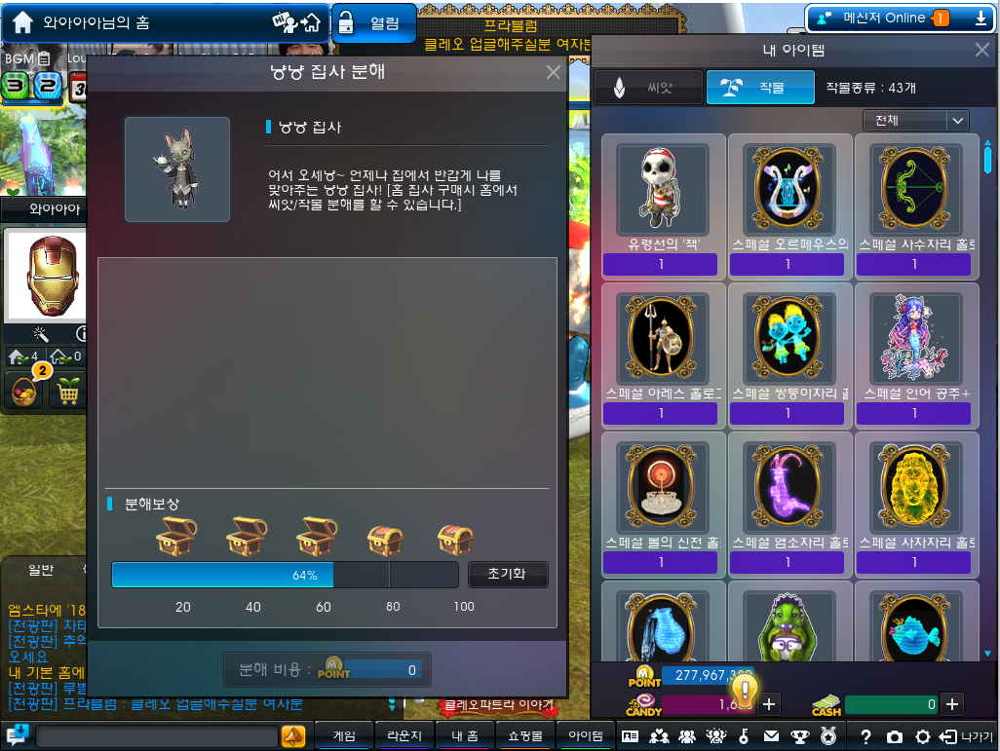 와아아아님의 홈
열림
프라블럼
클레오 업글해주실분 여자분
메신저 Online 1
BGM
3 2 30
와아아아
4 0
2
일반
엠스타에 '18
[전광판]
[전광판]
오세요
내 기본 홈에
[전광판]
[전광판] 프라블럼 : 클레오 업글해주실분 여자분
냥냥 집사 분해
냥냥 집사
어서 오세냥~ 언제나 집에서 반갑게 나를
맞아주는 냥냥 집사! [홈 집사 구매시 홈에서
씨앗/작물 분해를 할 수 있습니다.]
분해보상
64%
초기화
20 40 60 80 100
분해 비용 : M POINT 0
클레오파트라 이야기
내 아이템
씨앗 작물 작물종류 : 43개
전체
유령선의 '잭' 스페셜 오르페우스의 스페셜 사수자리 홀로
1 1 1
스페셜 아레스 홀로그 스페셜 쌍둥이자리 홀 스페셜 인어 공주+
1 1 1
스페셜 불의 신전 홀 스페셜 염소자리 홀로 스페셜 사자자리 홀로
1 1 1
M POINT 277,967,3
CANDY 1,6 + CASH 0 +
게임 라운지 내 홈 쇼핑몰 아이템 나가기